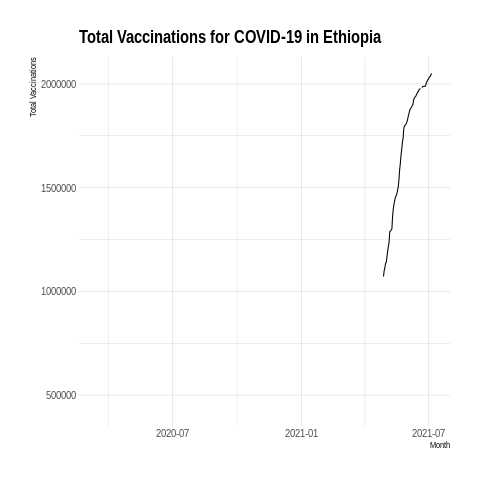 Total Vaccinations for COVID-19 in Ethiopia
Total Vaccinations
2000000
1500000
1000000
500000
2020-07
2021-01
2021-07
Month